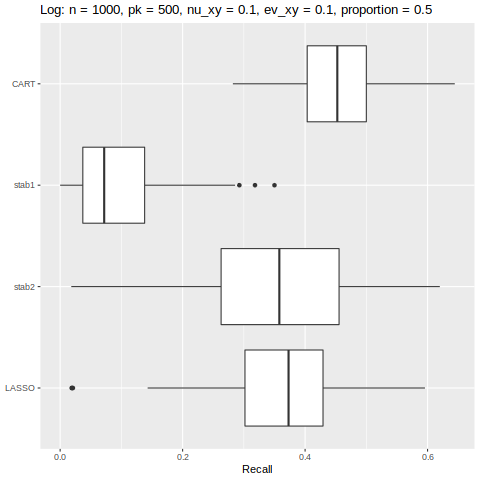 Log: n = 1000, pk = 500, nu_xy = 0.1, ev_xy = 0.1, proportion = 0.5
CART
stab1
stab2
LASSO
0.0 0.2 0.4 0.6
Recall